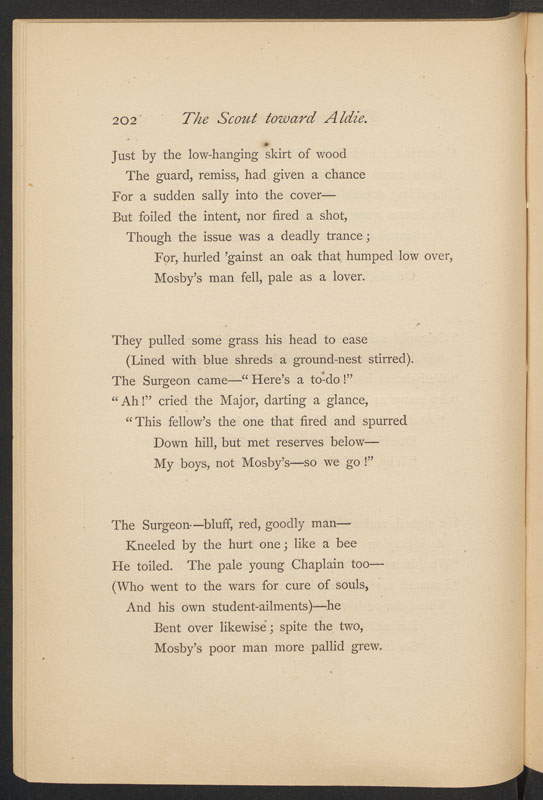 202 The Scout toward Aldie.
Just by the low-hanging skirt of wood
The guard, remiss, had given a chance
For a sudden sally into the cover—
But foiled the intent, nor fired a shot,
Though the issue was a deadly trance ;
For, hurled 'gainst an oak that humped low over,
Mosby's man fell, pale as a lover.
They pulled some grass his head to ease
(Lined with blue shreds a ground-nest stirred).
The Surgeon came—“ Here's a to-do !”
“ Ah !” cried the Major, darting a glance,
“ This fellow's the one that fired and spurred
Down hill, but met reserves below—
My boys, not Mosby's—so we go !”
The Surgeon—bluff, red, goodly man—
Kneeled by the hurt one ; like a bee
He toiled. The pale young Chaplain too—
(Who went to the wars for cure of souls,
And his own student-ailments)—he
Bent over likewise ; spite the two,
Mosby's poor man more pallid grew.